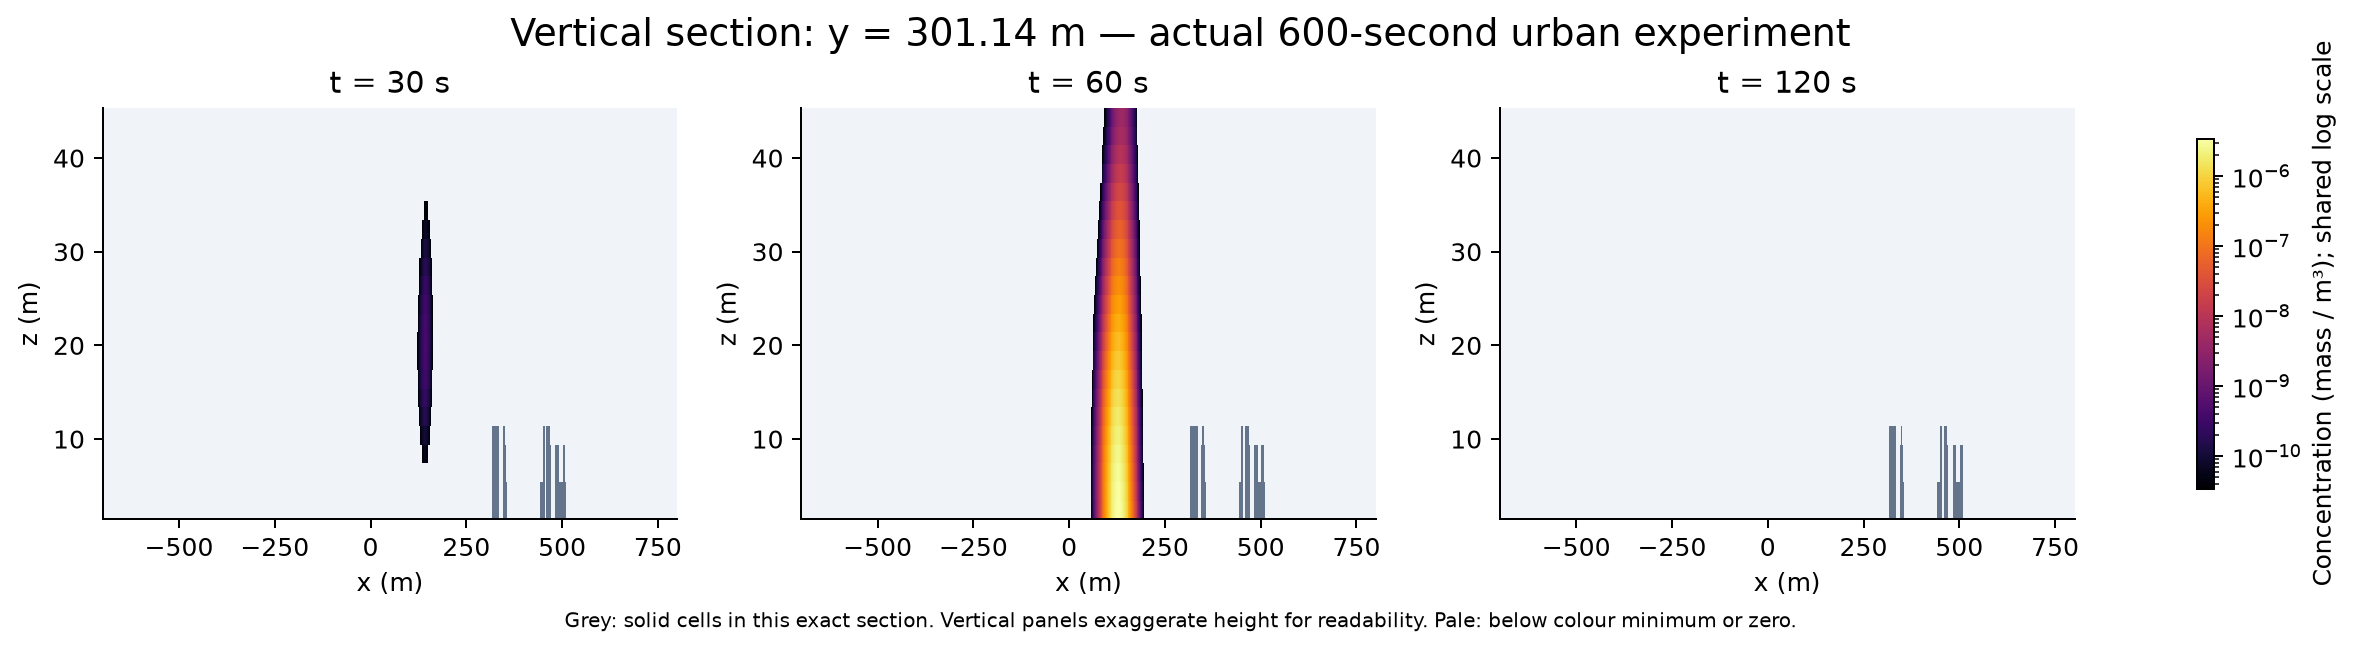 Vertical section: y = 301.14 m — actual 600-second urban experiment
t = 30 s
t = 60 s
t = 120 s
40
30
20
10
z (m)
−500 −250 0 250 500 750
x (m)
40
30
20
10
z (m)
−500 −250 0 250 500 750
x (m)
40
30
20
10
z (m)
−500 −250 0 250 500 750
x (m)
10⁻⁶
10⁻⁷
10⁻⁸
10⁻⁹
10⁻¹⁰
Concentration (mass / m³); shared log scale
Grey: solid cells in this exact section. Vertical panels exaggerate height for readability. Pale: below colour minimum or zero.